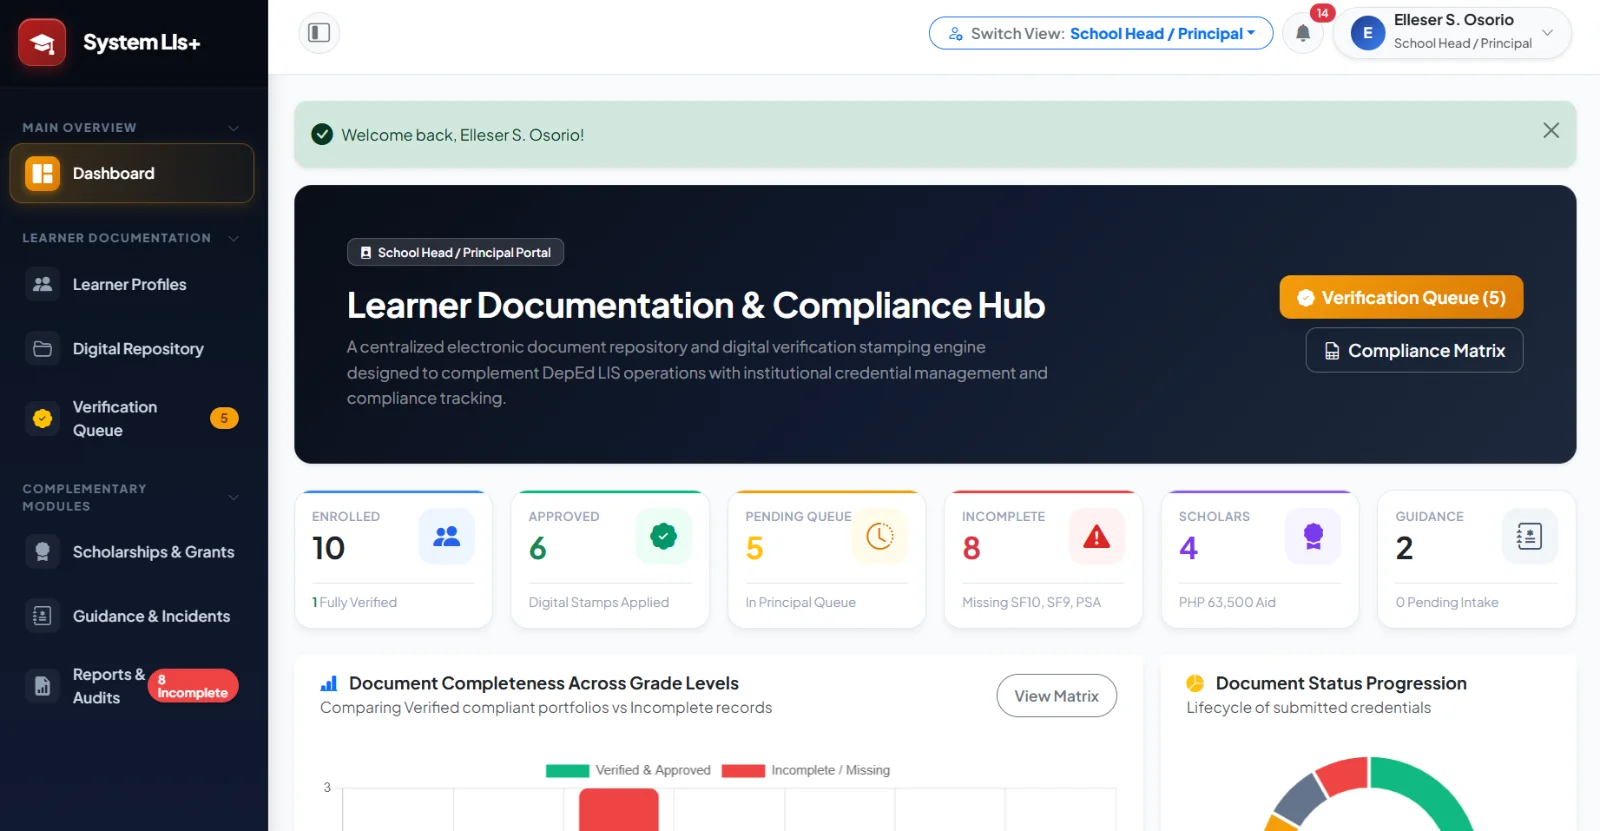 System LIs+
MAIN OVERVIEW
Dashboard
LEARNER DOCUMENTATION
Learner Profiles
Digital Repository
Verification
Queue
5
COMPLEMENTARY
MODULES
Scholarships & Grants
Guidance & Incidents
Reports &
Audits
8
Incomplete
Switch View: School Head / Principal
14
E
Elleser S. Osorio
School Head / Principal
Welcome back, Elleser S. Osorio!
School Head / Principal Portal
Learner Documentation & Compliance Hub
A centralized electronic document repository and digital verification stamping engine
designed to complement DepEd LIS operations with institutional credential management and
compliance tracking.
Verification Queue (5)
Compliance Matrix
ENROLLED
10
1 Fully Verified
APPROVED
6
Digital Stamps Applied
PENDING QUEUE
5
In Principal Queue
INCOMPLETE
8
Missing SF10, SF9, PSA
SCHOLARS
4
PHP 63,500 Aid
GUIDANCE
2
0 Pending Intake
Document Completeness Across Grade Levels
Comparing Verified compliant portfolios vs Incomplete records
View Matrix
Verified & Approved
Incomplete / Missing
3
Document Status Progression
Lifecycle of submitted credentials